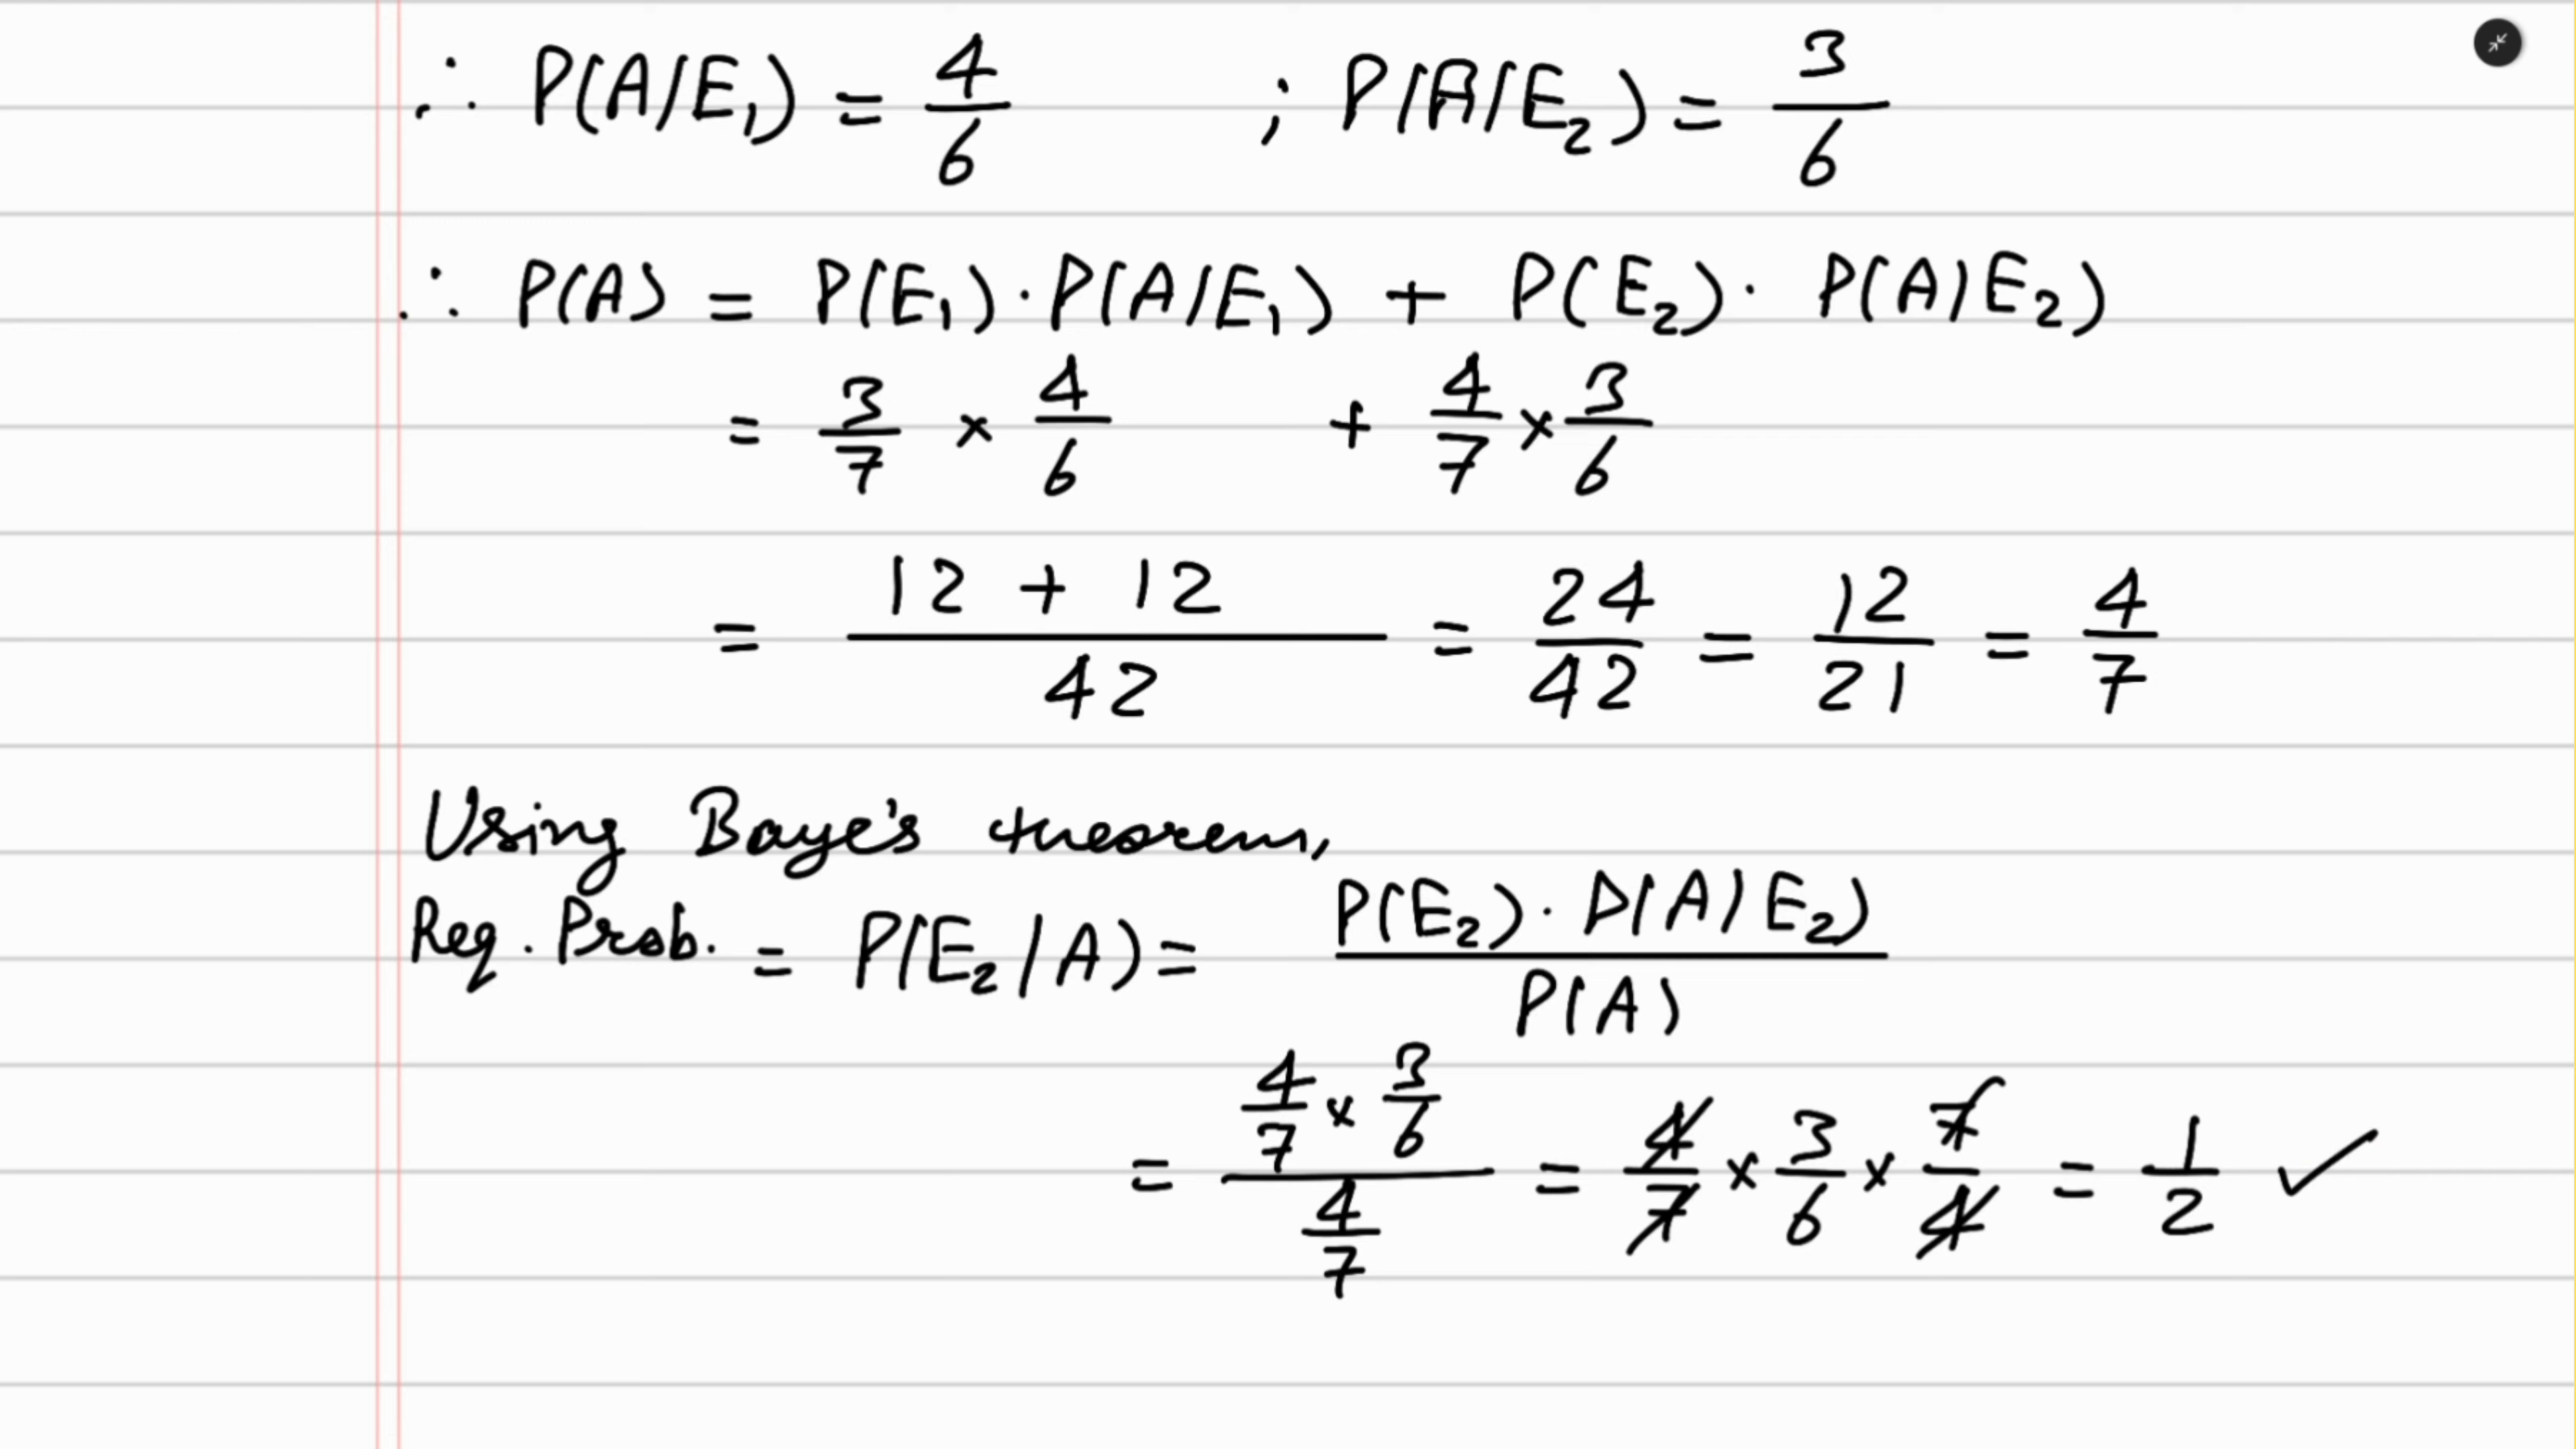 ∴ P(A/E₁) = 4/6 ; P(A/E₂) = 3/6
∴ P(A) = P(E₁) · P(A/E₁) + P(E₂) · P(A/E₂)
= 3/7 × 4/6 + 4/7 × 3/6
= (12 + 12)/42 = 24/42 = 12/21 = 4/7
Using Baye's theorem,
Req. Prob. = P(E₂/A) = (P(E₂) · P(A/E₂))/P(A)
= (4/7 × 3/6)/(4/7) = 4/7 × 3/6 × 7/4 = 1/2 ✓